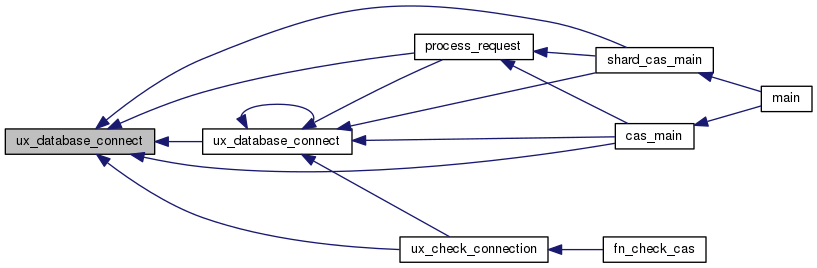 process_request
shard_cas_main
main
ux_database_connect
ux_database_connect
cas_main
ux_check_connection
fn_check_cas